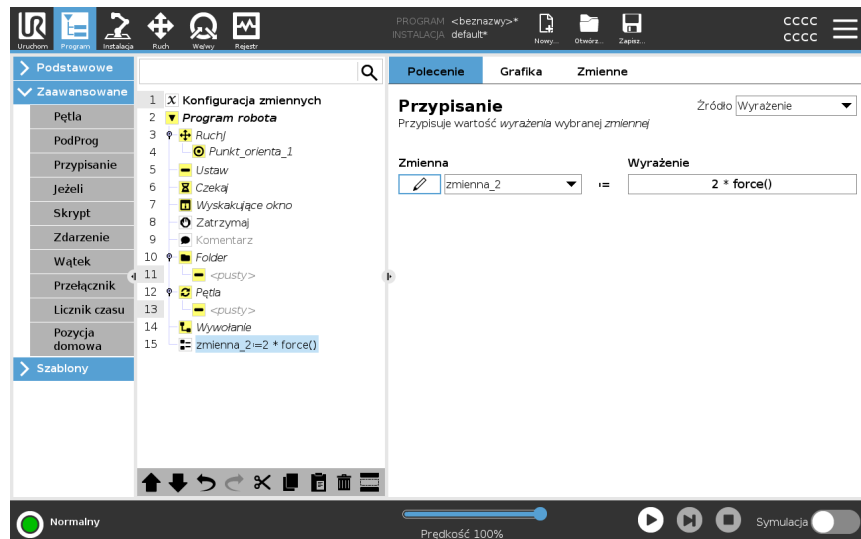 PROGRAM <beznazwy>*
INSTALACJA default*
UR
Uruchom Program Instalacja Ruch We/wy Rejestr Nowy... Otwórz... Zapisz...
cccc
cccc
Podstawowe
Zaawansowane
Pętla
PodProg
Przypisanie
Jeżeli
Skrypt
Zdarzenie
Wątek
Przełącznik
Licznik czasu
Pozycja
domowa
Szablony
1 X Konfiguracja zmiennych
2 Program robota
3 RuchJ
4 Punkt_orienta_1
5 Ustaw
6 Czekaj
7 Wyskakujące okno
8 Zatrzymaj
9 Komentarz
10 Folder
11 <pusty>
12 Pętla
13 <pusty>
14 Wywołanie
15 zmienna_2:=2 * force()
Polecenie Grafika Zmienne
Przypisanie
Źródło Wyrażenie
Przypisuje wartość wyrażenia wybranej zmiennej
Zmienna Wyrażenie
zmienna_2 := 2 * force()
Normalny
Prędkość 100%
Symulacja